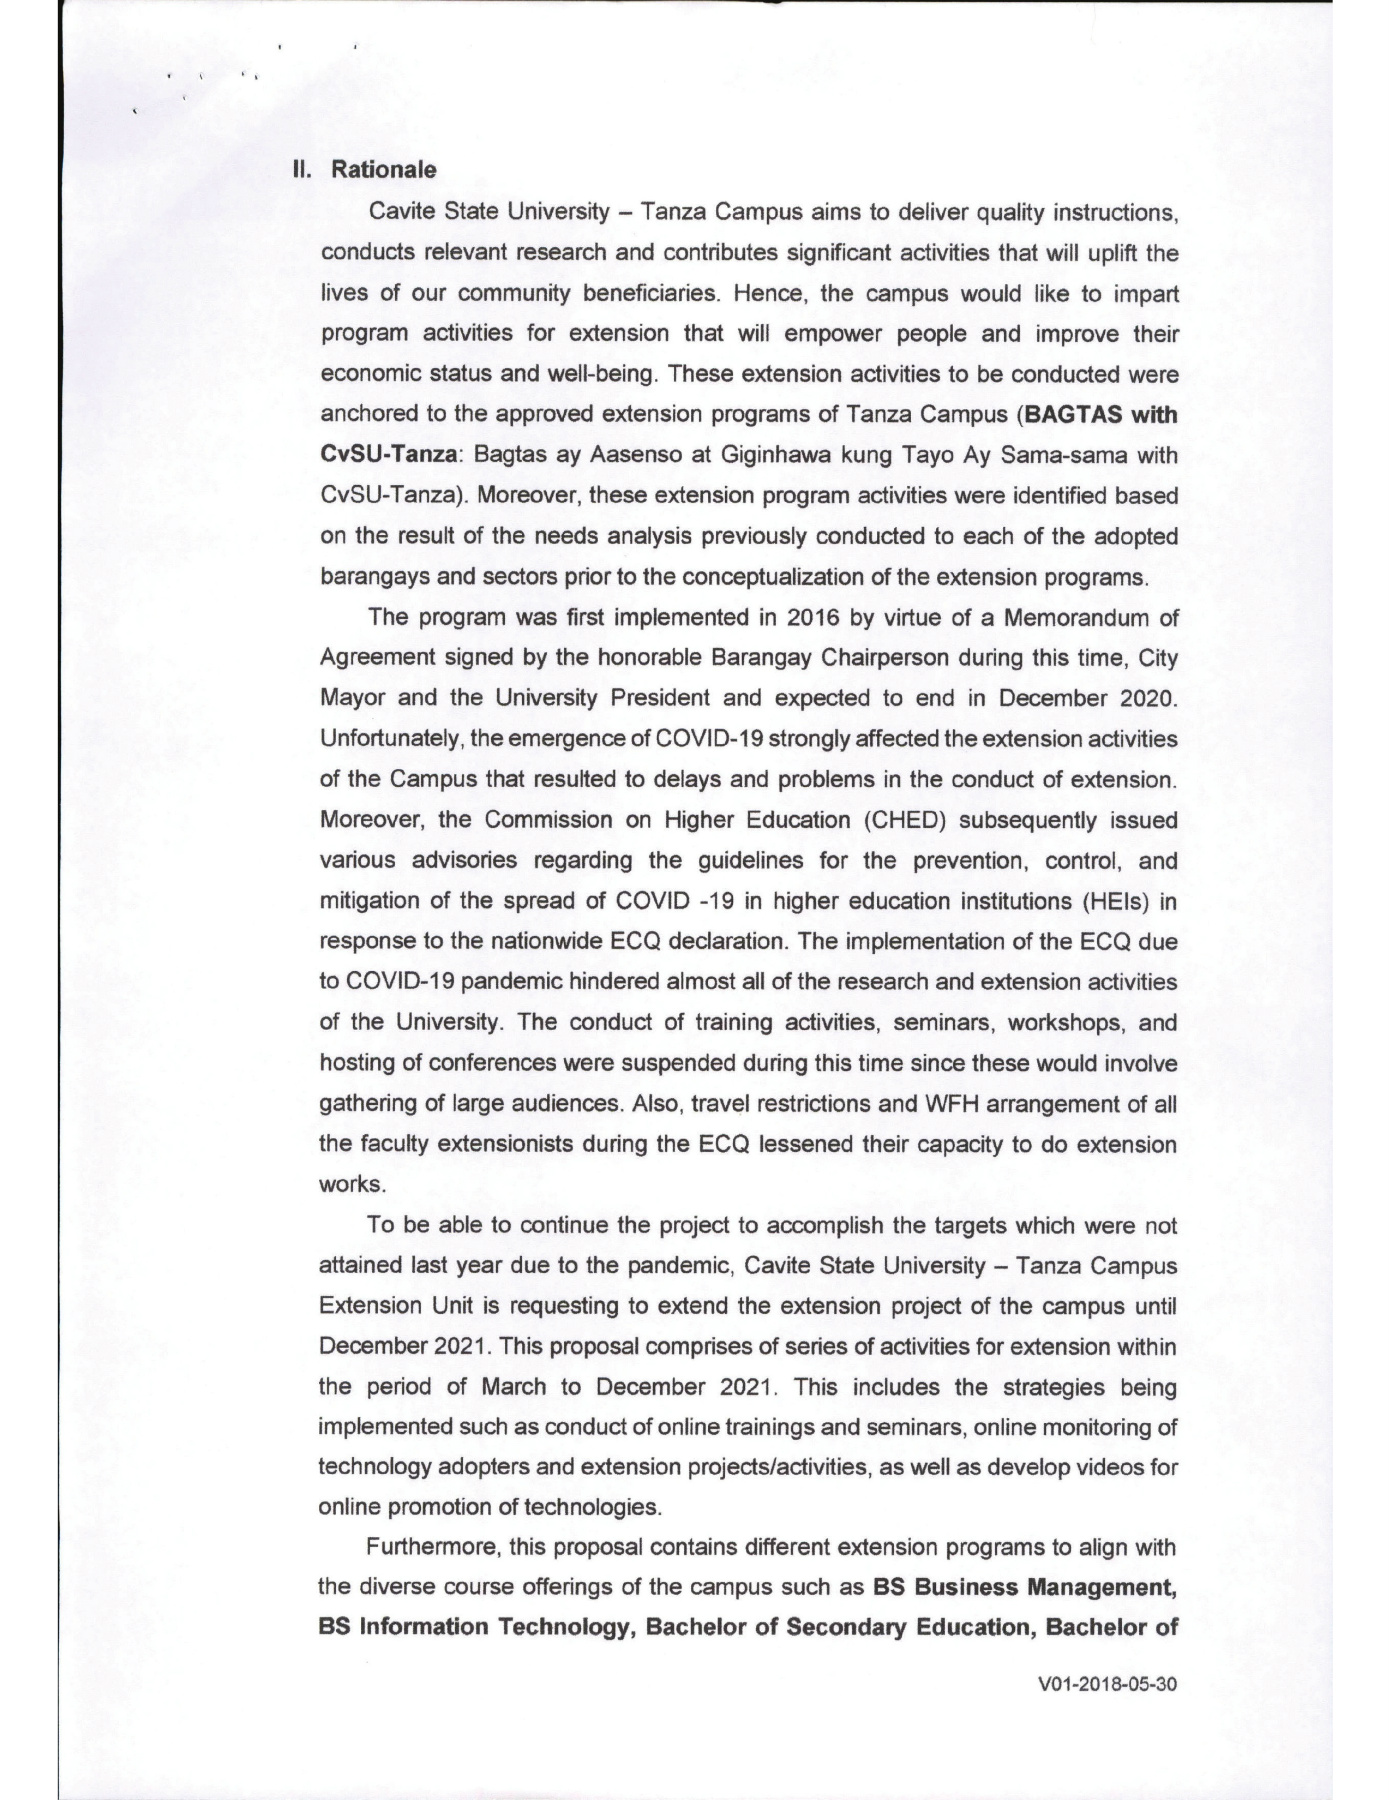 II. Rationale
Cavite State University – Tanza Campus aims to deliver quality instructions,
conducts relevant research and contributes significant activities that will uplift the
lives of our community beneficiaries. Hence, the campus would like to impart
program activities for extension that will empower people and improve their
economic status and well-being. These extension activities to be conducted were
anchored to the approved extension programs of Tanza Campus (BAGTAS with
CvSU-Tanza: Bagtas ay Aasenso at Giginhawa kung Tayo Ay Sama-sama with
CvSU-Tanza). Moreover, these extension program activities were identified based
on the result of the needs analysis previously conducted to each of the adopted
barangays and sectors prior to the conceptualization of the extension programs.
The program was first implemented in 2016 by virtue of a Memorandum of
Agreement signed by the honorable Barangay Chairperson during this time, City
Mayor and the University President and expected to end in December 2020.
Unfortunately, the emergence of COVID-19 strongly affected the extension activities
of the Campus that resulted to delays and problems in the conduct of extension.
Moreover, the Commission on Higher Education (CHED) subsequently issued
various advisories regarding the guidelines for the prevention, control, and
mitigation of the spread of COVID -19 in higher education institutions (HEIs) in
response to the nationwide ECQ declaration. The implementation of the ECQ due
to COVID-19 pandemic hindered almost all of the research and extension activities
of the University. The conduct of training activities, seminars, workshops, and
hosting of conferences were suspended during this time since these would involve
gathering of large audiences. Also, travel restrictions and WFH arrangement of all
the faculty extensionists during the ECQ lessened their capacity to do extension
works.
To be able to continue the project to accomplish the targets which were not
attained last year due to the pandemic, Cavite State University – Tanza Campus
Extension Unit is requesting to extend the extension project of the campus until
December 2021. This proposal comprises of series of activities for extension within
the period of March to December 2021. This includes the strategies being
implemented such as conduct of online trainings and seminars, online monitoring of
technology adopters and extension projects/activities, as well as develop videos for
online promotion of technologies.
Furthermore, this proposal contains different extension programs to align with
the diverse course offerings of the campus such as BS Business Management,
BS Information Technology, Bachelor of Secondary Education, Bachelor of
V01-2018-05-30